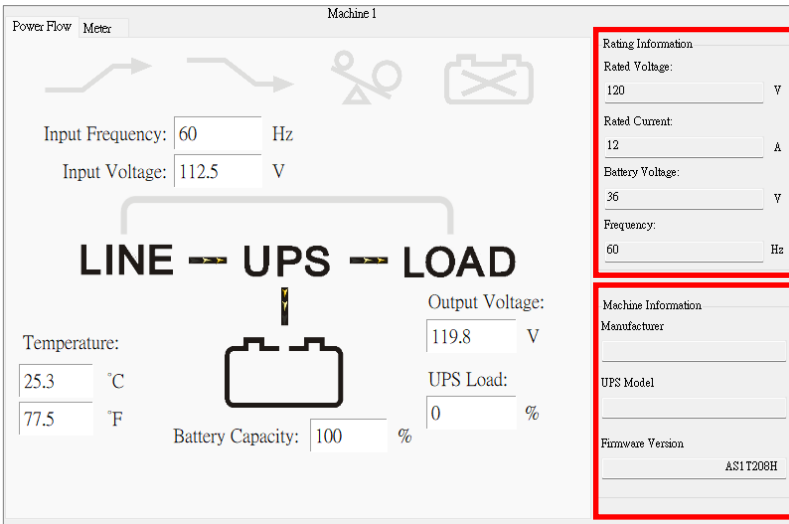 Machine 1
Power Flow Meter
Input Frequency: 60 Hz
Input Voltage: 112.5 V
LINE UPS LOAD
Output Voltage:
119.8 V
Temperature:
25.3 °C
77.5 °F
UPS Load:
0 %
Battery Capacity: 100 %
Rating Information
Rated Voltage:
120 V
Rated Current:
12 A
Battery Voltage:
36 V
Frequency:
60 Hz
Machine Information
Manufacturer
UPS Model
Firmware Version
AS1T208H